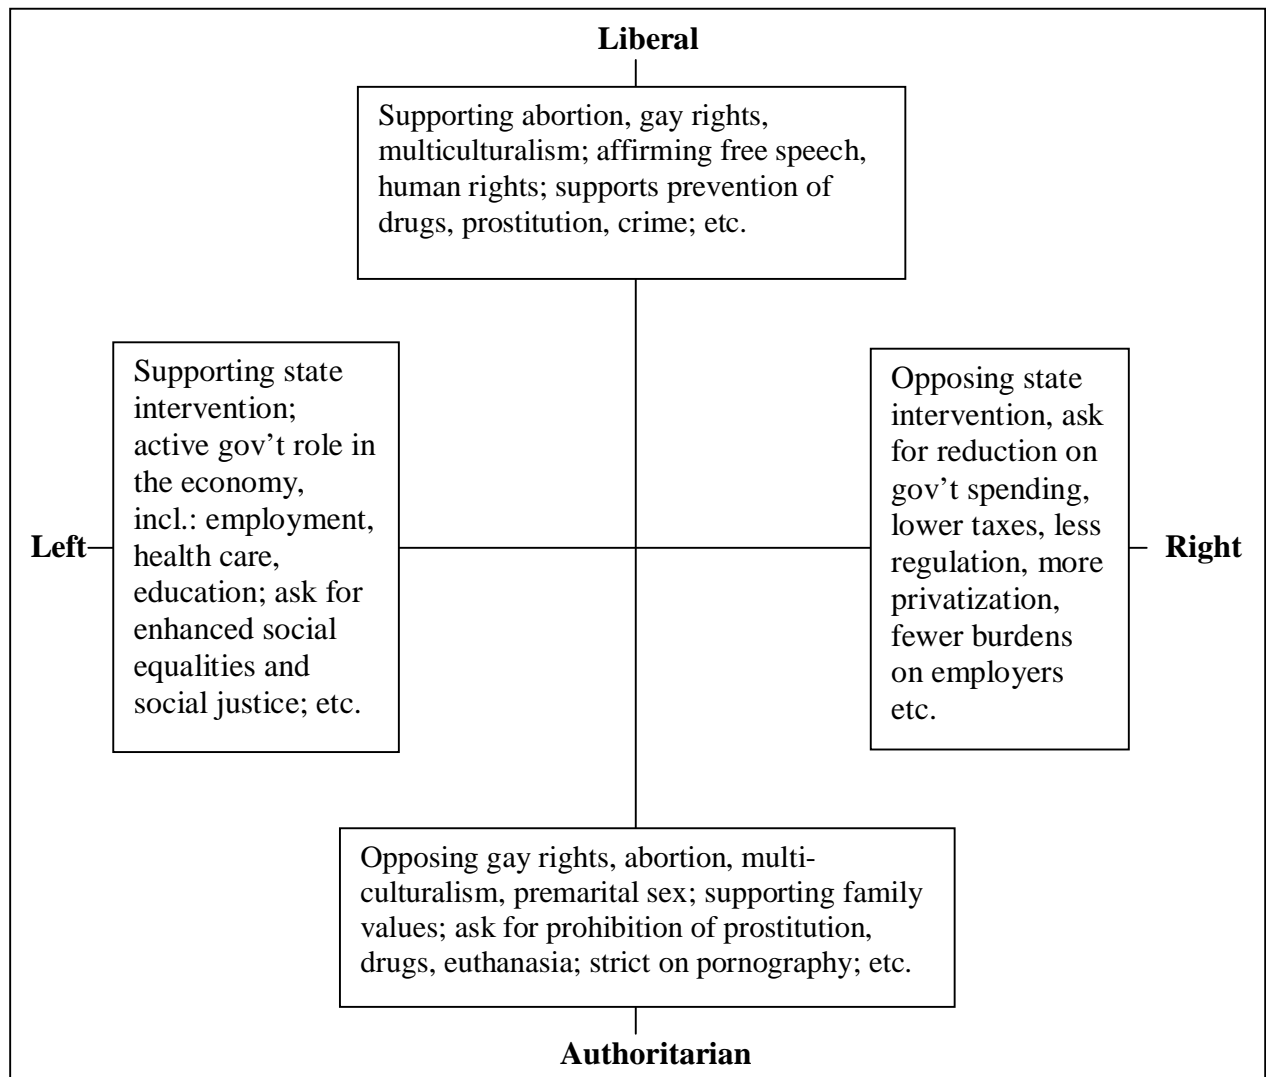 Liberal
Supporting abortion, gay rights,
multiculturalism; affirming free speech,
human rights; supports prevention of
drugs, prostitution, crime; etc.
Left
Supporting state
intervention;
active gov’t role in
the economy,
incl.: employment,
health care,
education; ask for
enhanced social
equalities and
social justice; etc.
Opposing state
intervention, ask
for reduction on
gov’t spending,
lower taxes, less
regulation, more
privatization,
fewer burdens
on employers
etc.
Right
Opposing gay rights, abortion, multi-
culturalism, premarital sex; supporting family
values; ask for prohibition of prostitution,
drugs, euthanasia; strict on pornography; etc.
Authoritarian